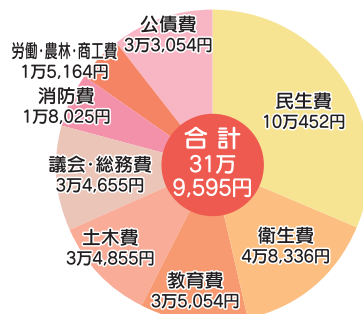 公債費
3万3,054円
労働・農林・商工費
1万5,164円
消防費
1万8,025円
議会・総務費
3万4,655円
土木費
3万4,855円
教育費
3万5,054円
衛生費
4万8,336円
民生費
10万452円
合計
31万
9,595円